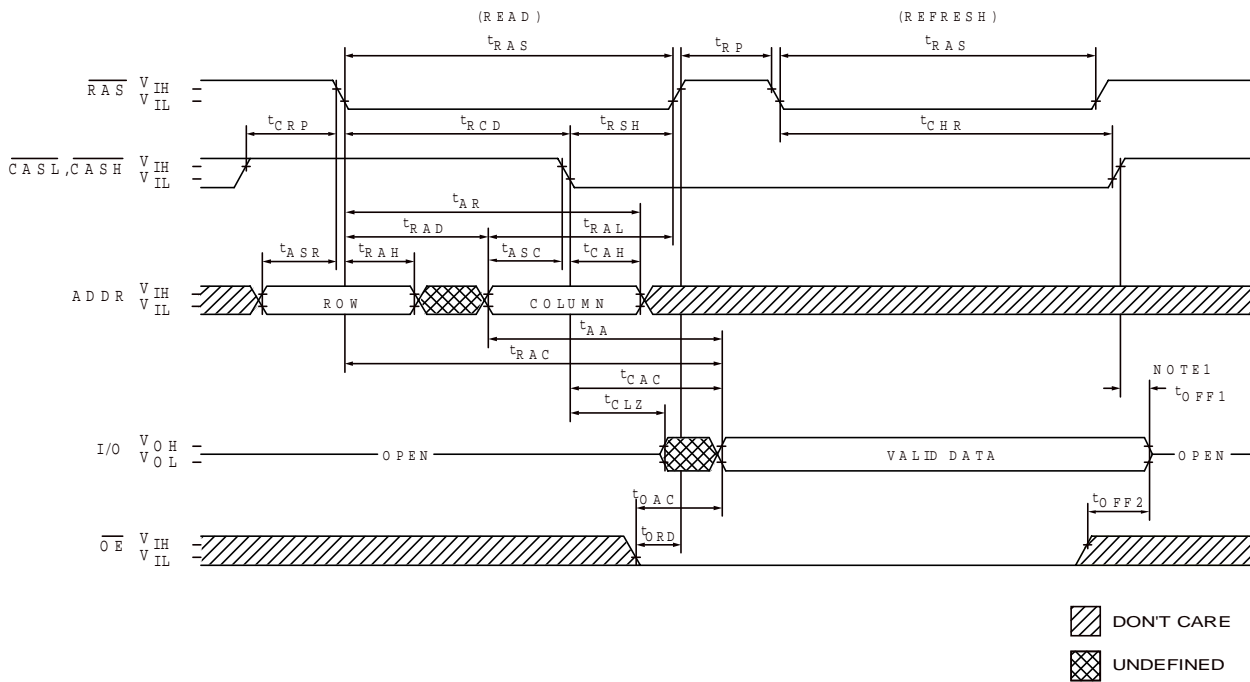 (READ) (REFRESH)
tRAS tRP tRAS
RAS VIH
VIL
tCRP tRCD tRSH tCHR
CASL,CASH VIH
VIL
tAR
tRAD tRAL
tASR tRAH tASC tCAH
ADDR VIH
VIL
ROW COLUMN
tAA
tRAC
tCAC NOTE1
tCLZ tOFF1
I/O VOH
VOL
OPEN VALID DATA OPEN
tOAC tOFF2
tORD
OE VIH
VIL
DON'T CARE
UNDEFINED